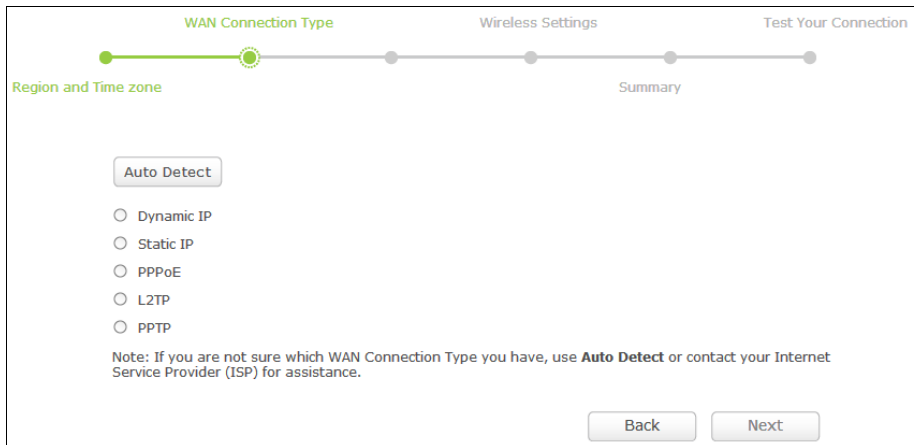 WAN Connection Type
Wireless Settings
Test Your Connection
Region and Time zone
Summary
Auto Detect
Dynamic IP
Static IP
PPPoE
L2TP
PPTP
Note: If you are not sure which WAN Connection Type you have, use Auto Detect or contact your Internet
Service Provider (ISP) for assistance.
Back
Next